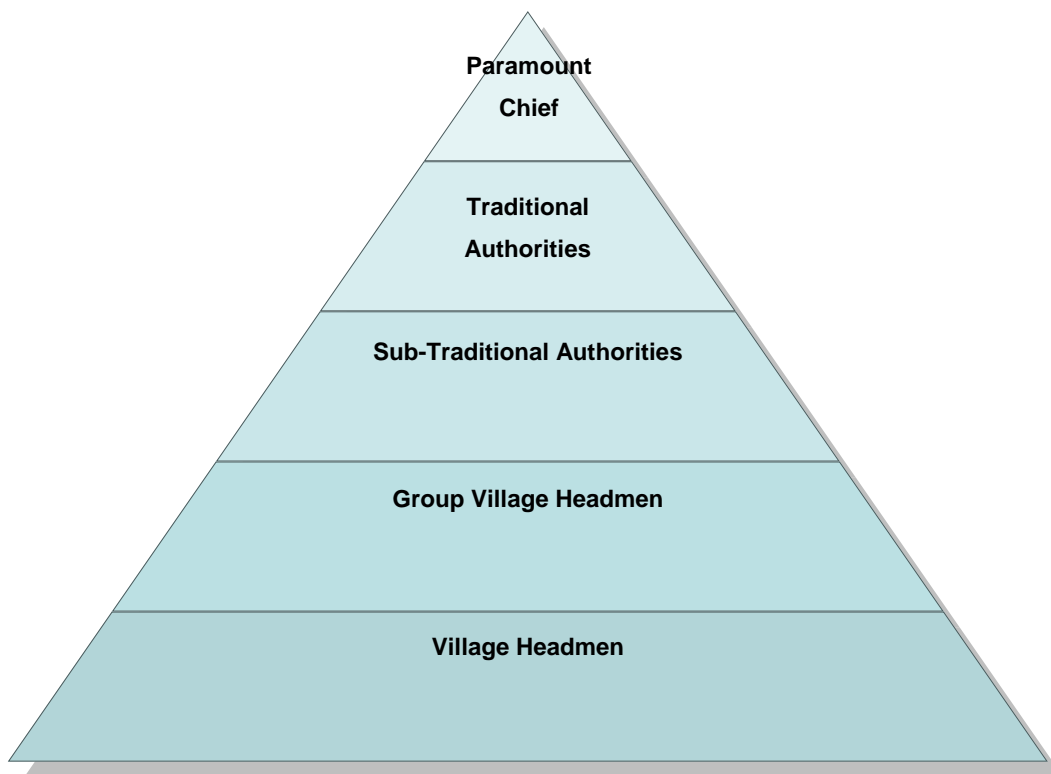 Paramount
Chief
Traditional
Authorities
Sub-Traditional Authorities
Group Village Headmen
Village Headmen